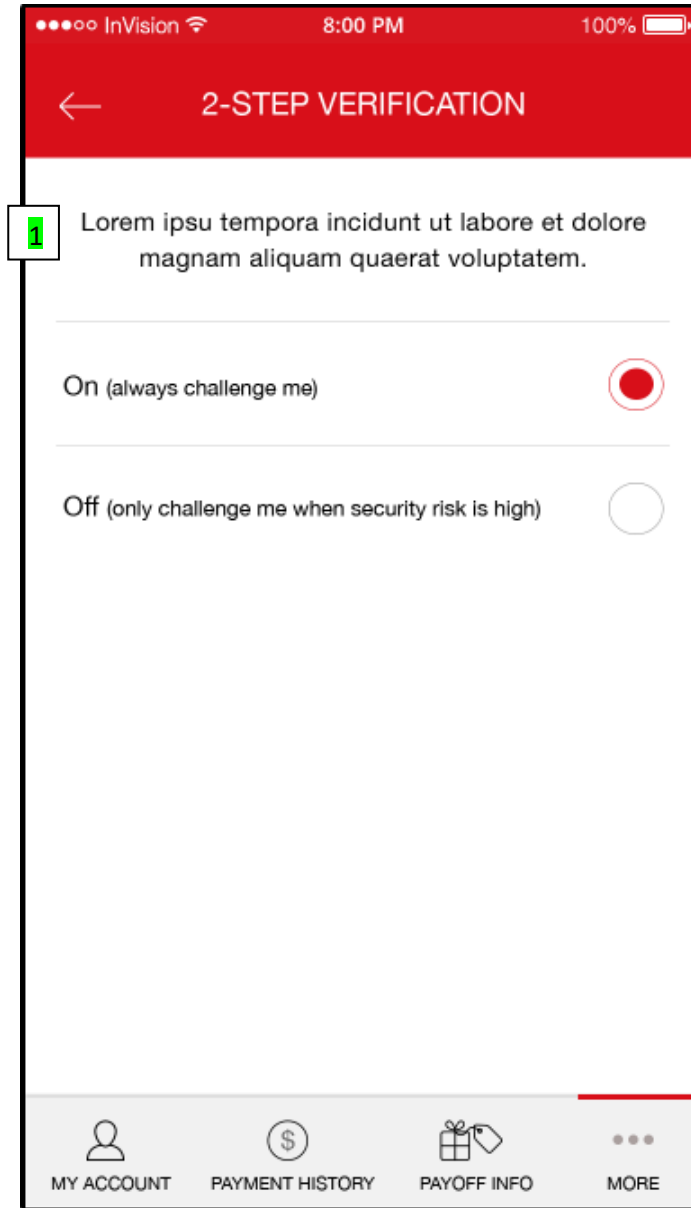 InVision 8:00 PM 100%
2-STEP VERIFICATION
1
Lorem ipsu tempora incidunt ut labore et dolore
magnam aliquam quaerat voluptatem.
On (always challenge me)
Off (only challenge me when security risk is high)
$
MY ACCOUNT PAYMENT HISTORY PAYOFF INFO MORE